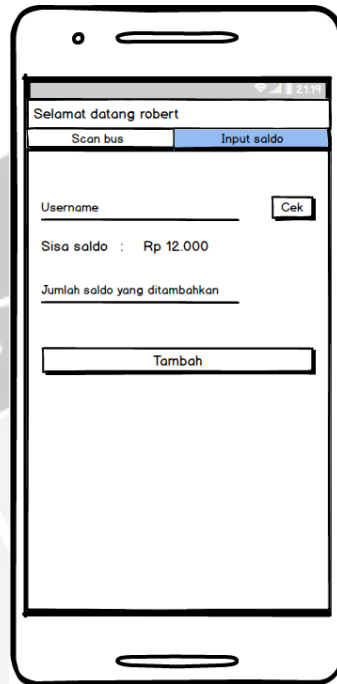 21:19
Selamat datang robert
Scan bus Input saldo
Username Cek
Sisa saldo : Rp 12.000
Jumlah saldo yang ditambahkan
Tambah